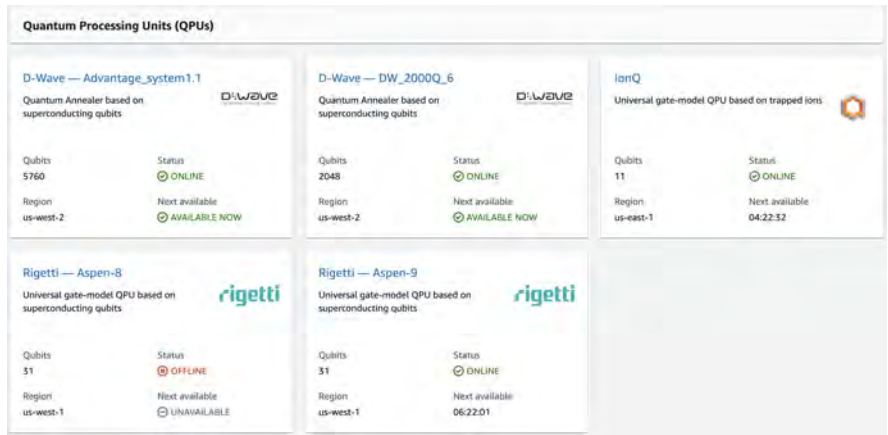 Quantum Processing Units (QPUs)
D-Wave — Advantage_system1.1
Quantum Annealer based on
superconducting qubits
D:wave
Qubits
5760
Status
ONLINE
Region
us-west-2
Next available
AVAILABLE NOW
D-Wave — DW_2000Q_6
Quantum Annealer based on
superconducting qubits
D:wave
Qubits
2048
Status
ONLINE
Region
us-west-2
Next available
AVAILABLE NOW
IonQ
Universal gate-model QPU based on trapped ions
Qubits
11
Status
ONLINE
Region
us-east-1
Next available
04:22:32
Rigetti — Aspen-8
Universal gate-model QPU based on
superconducting qubits
rigetti
Qubits
31
Status
OFFLINE
Region
us-west-1
Next available
UNAVAILABLE
Rigetti — Aspen-9
Universal gate-model QPU based on
superconducting qubits
rigetti
Qubits
31
Status
ONLINE
Region
us-west-1
Next available
06:22:01